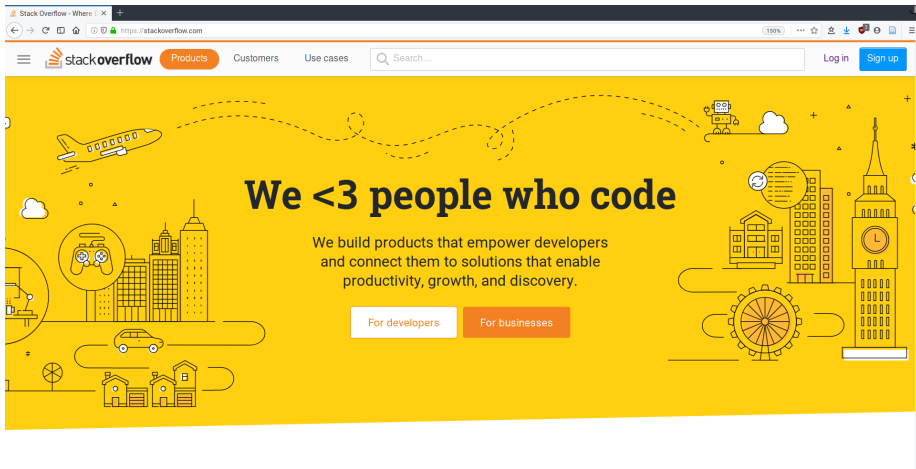 Stack Overflow - Where D
https://stackoverflow.com
150%
stackoverflow
Products
Customers
Use cases
Search...
Log in
Sign up
We <3 people who code
We build products that empower developers
and connect them to solutions that enable
productivity, growth, and discovery.
For developers
For businesses